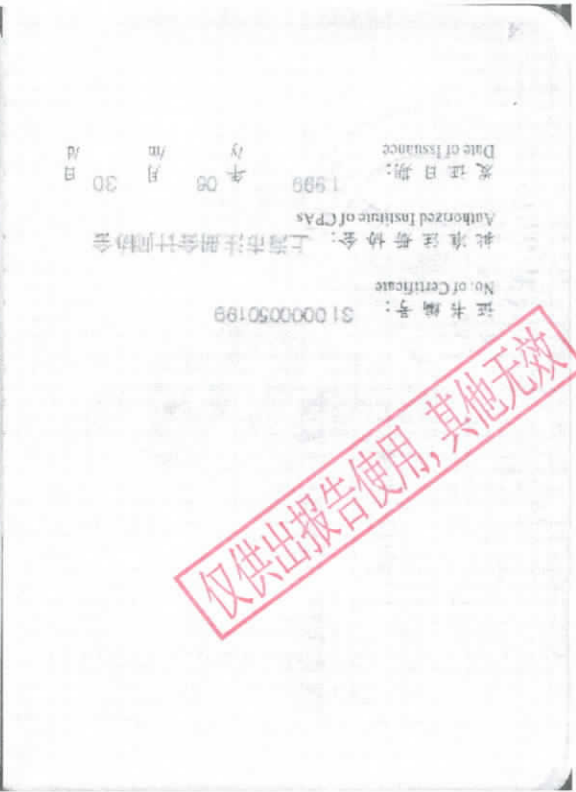 证书编号： 310000050199
No. of Certificate
批准注册协会： 上海市注册会计师协会
Authorized Institute of CPAs
发证日期： 1999 年 06 月 30 日
Date of Issuance /y /m /d
仅供出报告使用，其他无效